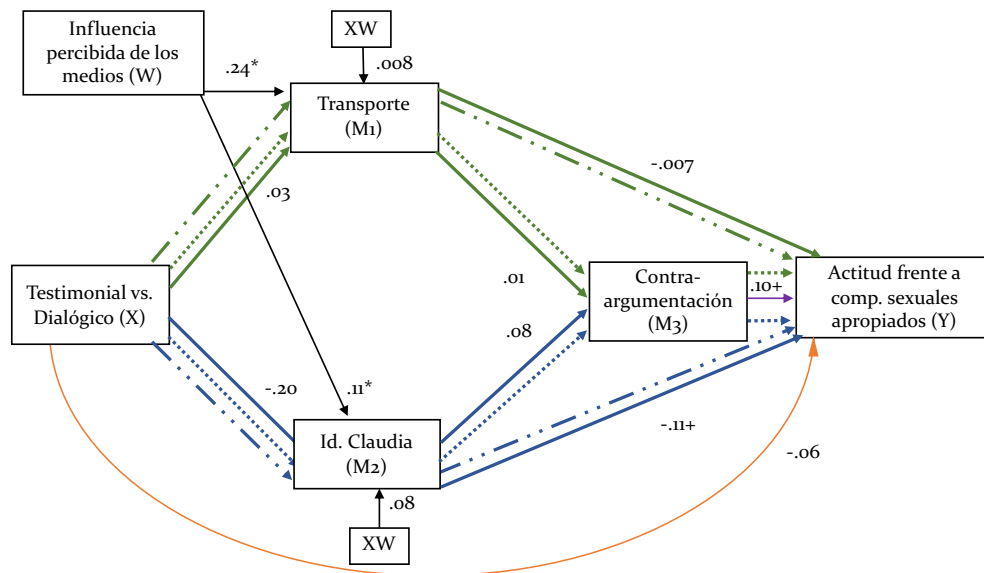 Influencia
percibida de los
medios (W)
XW
.008
.24*
Transporte
(M1)
-.007
.03
Testimonial vs.
Dialógico (X)
.01
Contra-
argumentación
(M3)
.10+
Actitud frente a
comp. sexuales
apropiados (Y)
.08
-.20
.11*
Id. Claudia
(M2)
-.11+
-.06
.08
XW